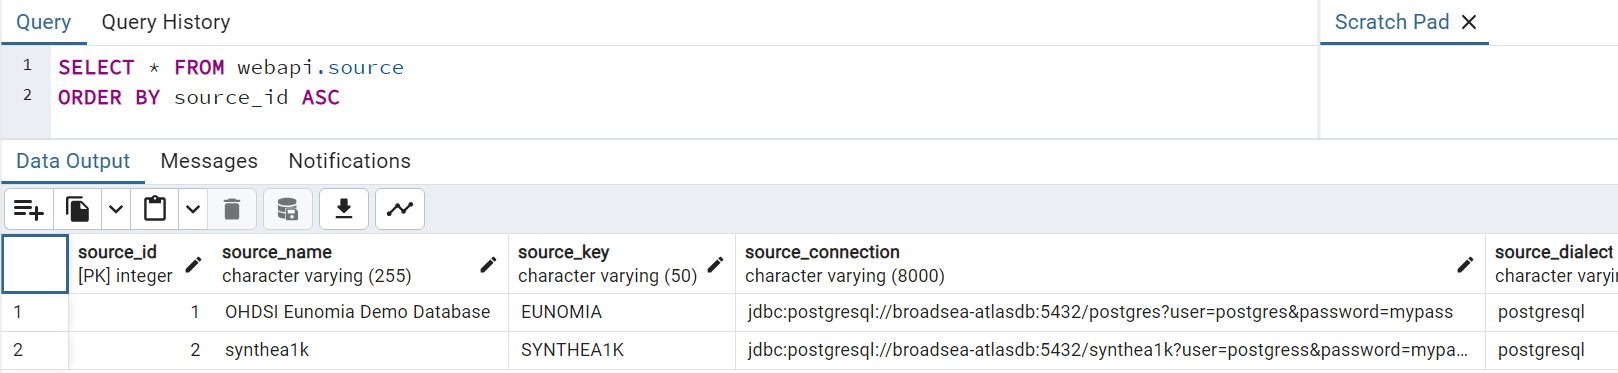 Query Query History Scratch Pad
1 SELECT * FROM webapi.source
2 ORDER BY source_id ASC
Data Output Messages Notifications
source_id source_name source_key source_connection source_dialect
[PK] integer character varying (255) character varying (50) character varying (8000) character varyi
1 1 OHDSI Eunomia Demo Database EUNOMIA jdbc:postgresql://broadsea-atlasdb:5432/postgres?user=postgres&password=mypass postgresql
2 2 synthea1k SYNTHEA1K jdbc:postgresql://broadsea-atlasdb:5432/synthea1k?user=postgress&password=mypa... postgresql